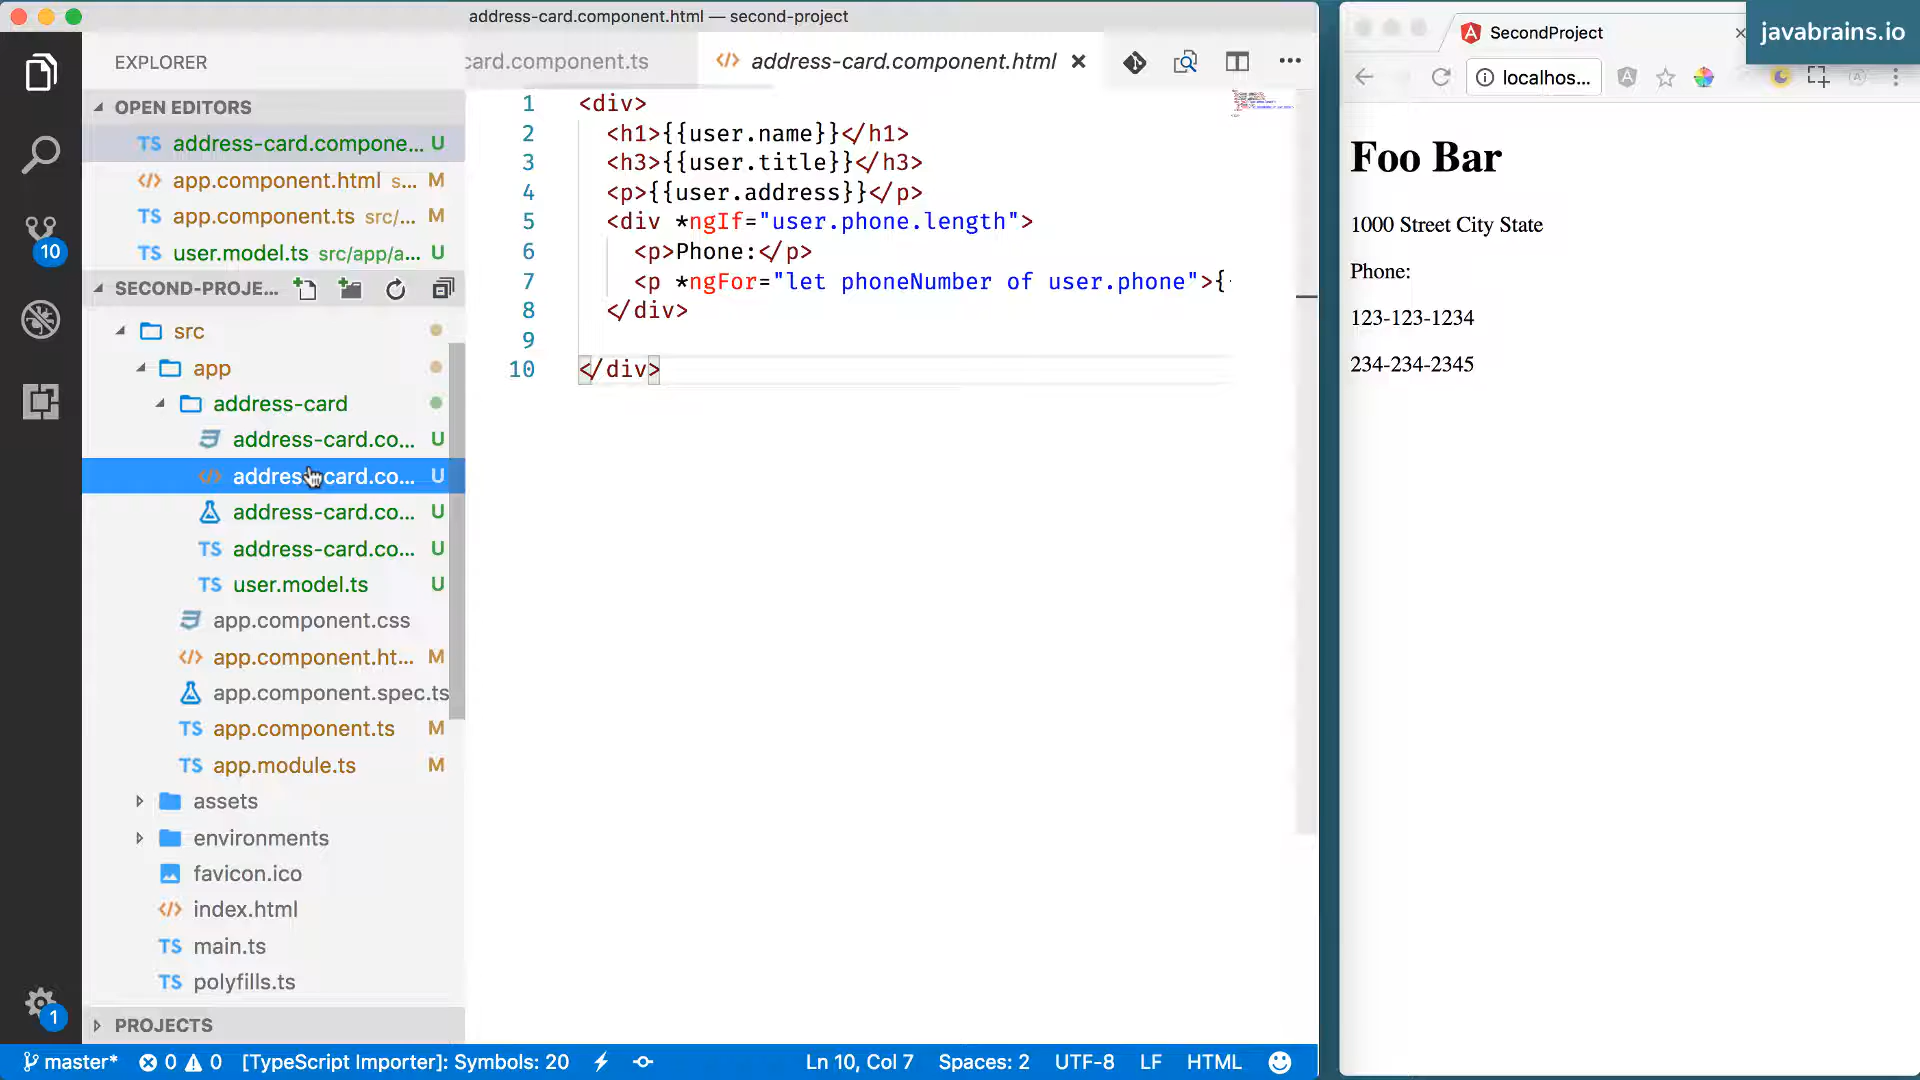 address-card.component.html — second-project
EXPLORER
OPEN EDITORS
TS address-card.compone... U
</> app.component.html s... M
TS app.component.ts src/... M
TS user.model.ts src/app/a... U
SECOND-PROJE...
src
app
address-card
address-card.co... U
</> address-card.co... U
address-card.co... U
TS address-card.co... U
TS user.model.ts U
app.component.css
</> app.component.ht... M
app.component.spec.ts
TS app.component.ts M
TS app.module.ts M
assets
environments
favicon.ico
</> index.html
TS main.ts
TS polyfills.ts
PROJECTS
10
1
card.component.ts
</> address-card.component.html
1 <div>
2 <h1>{{user.name}}</h1>
3 <h3>{{user.title}}</h3>
4 <p>{{user.address}}</p>
5 <div *ngIf="user.phone.length">
6 <p>Phone:</p>
7 <p *ngFor="let phoneNumber of user.phone">{
8 </div>
9
10 </div>
master* 0 0 [TypeScript Importer]: Symbols: 20
Ln 10, Col 7 Spaces: 2 UTF-8 LF HTML
SecondProject
javabrains.io
localhos...
Foo Bar
1000 Street City State
Phone:
123-123-1234
234-234-2345